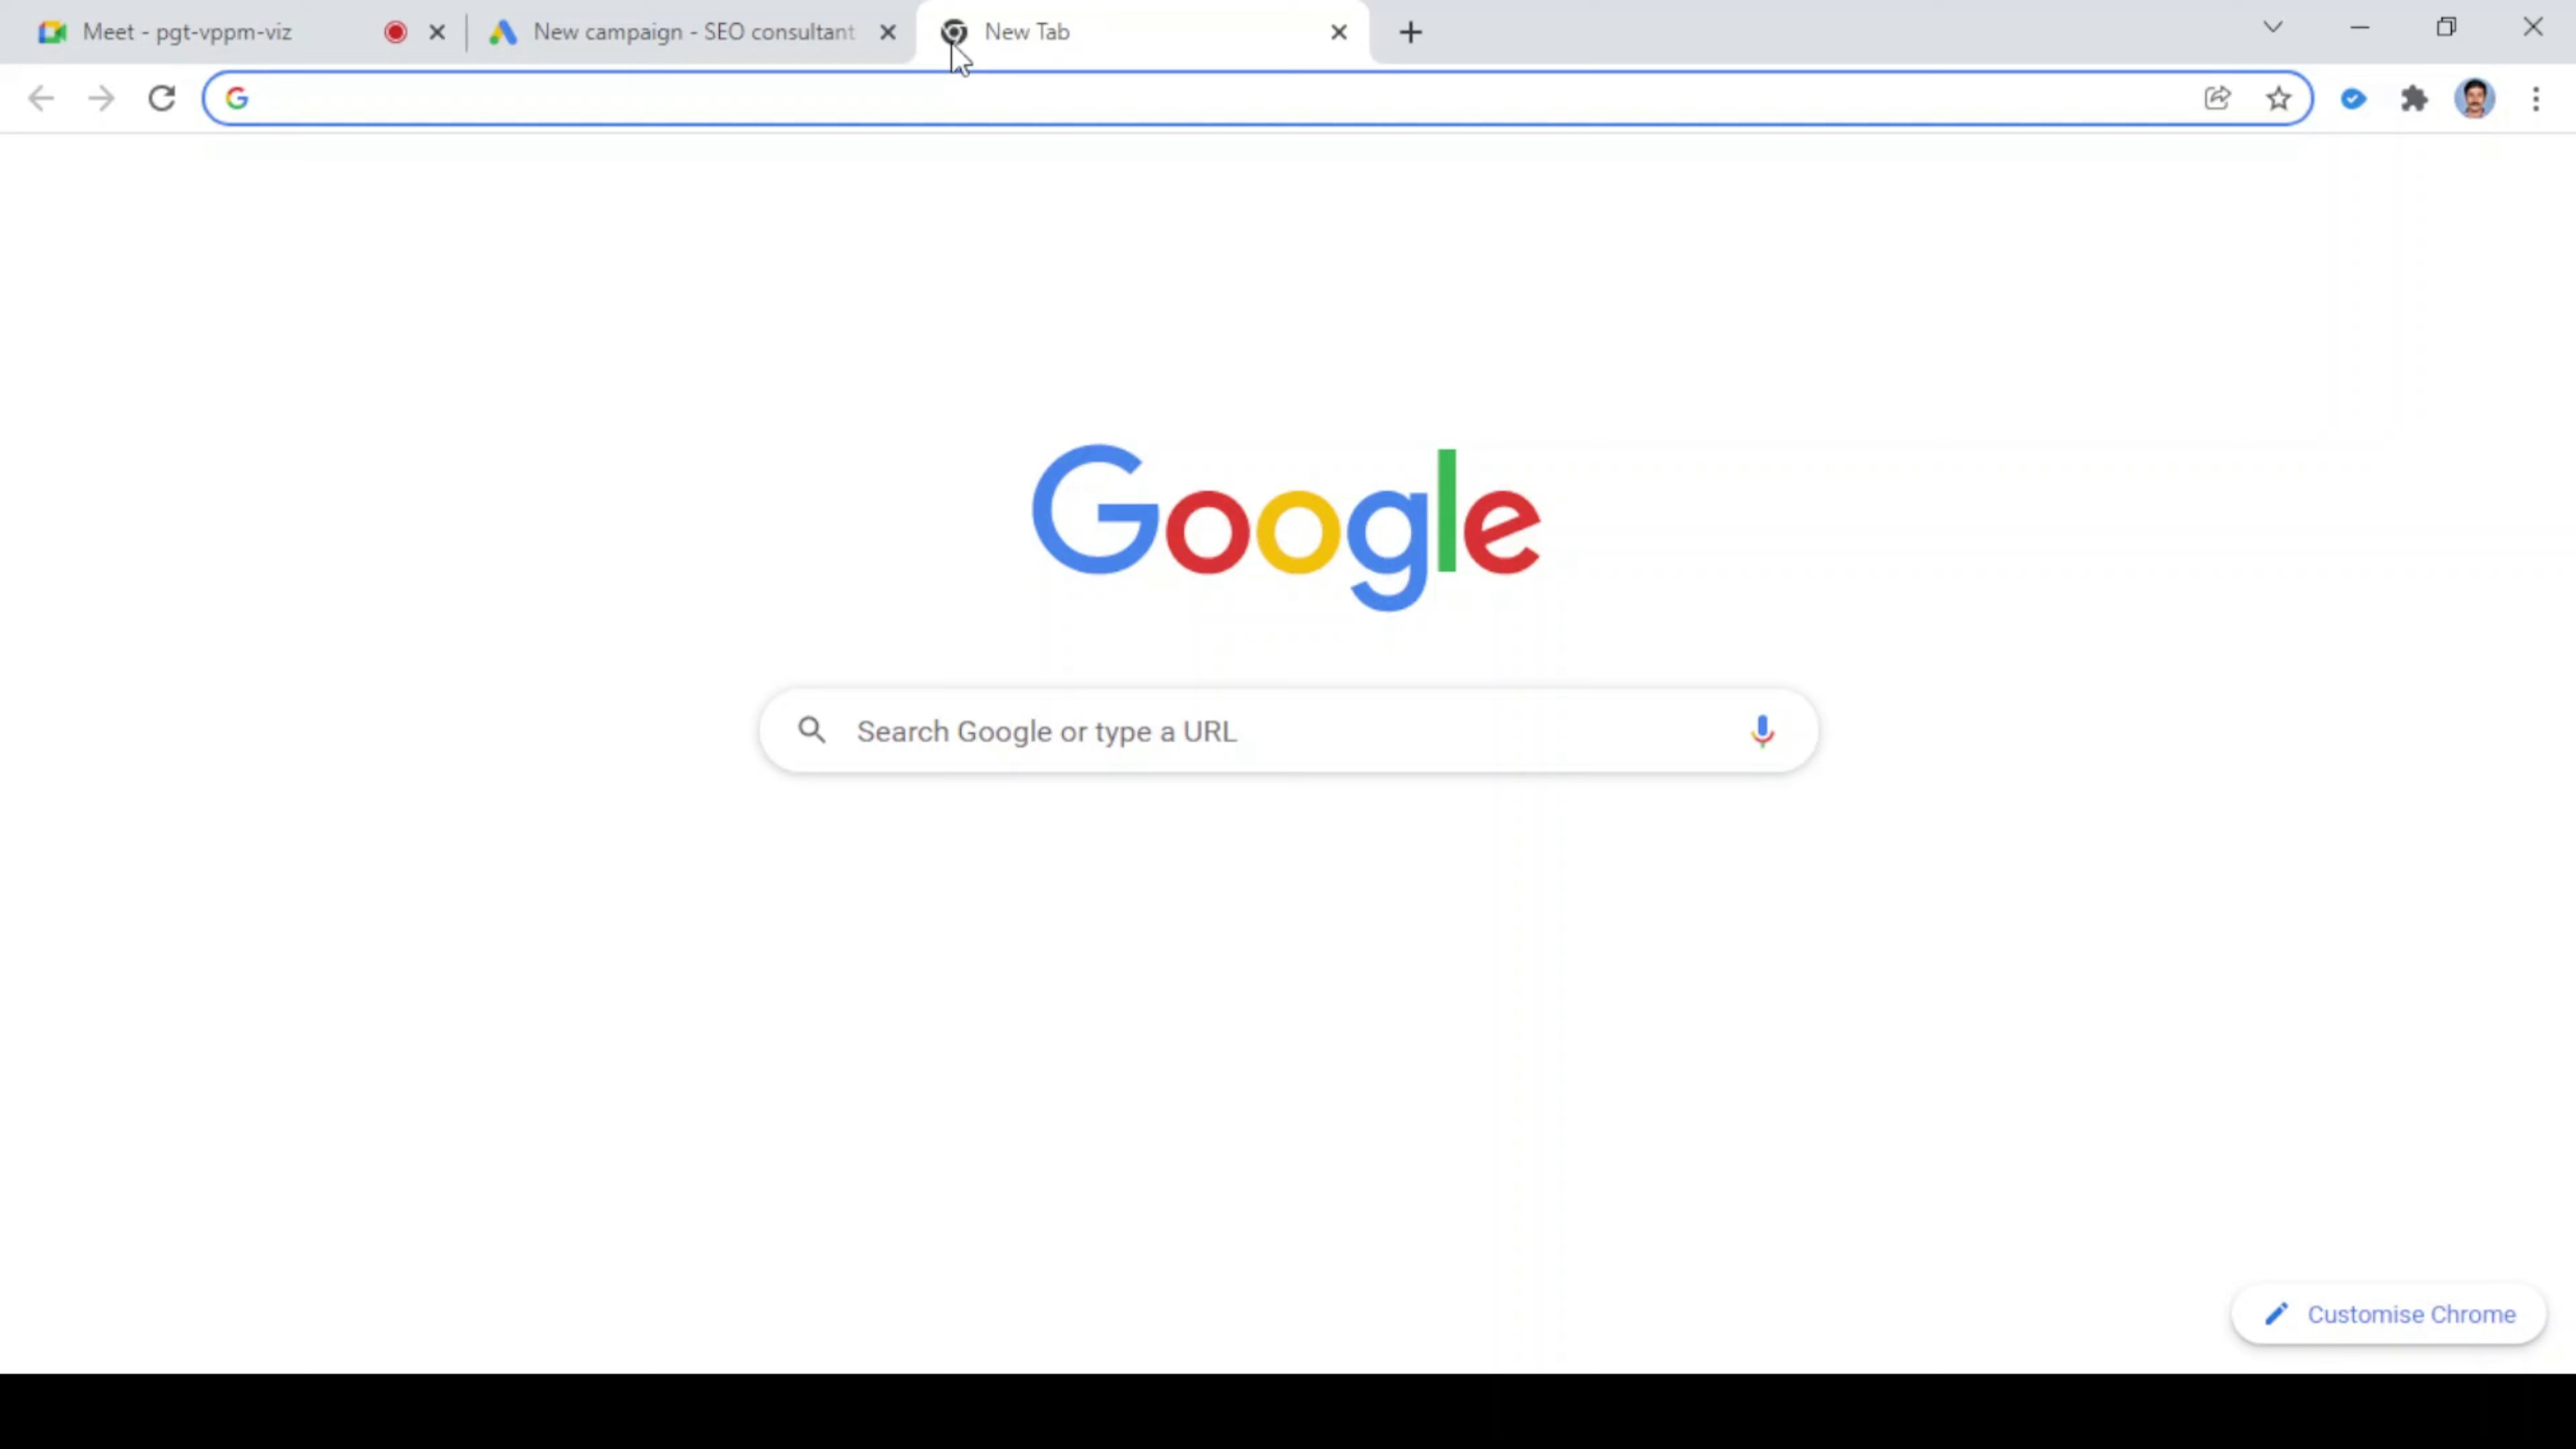 Meet - pgt-vppm-viz
New campaign - SEO consultant
New Tab
Google
Search Google or type a URL
Customise Chrome